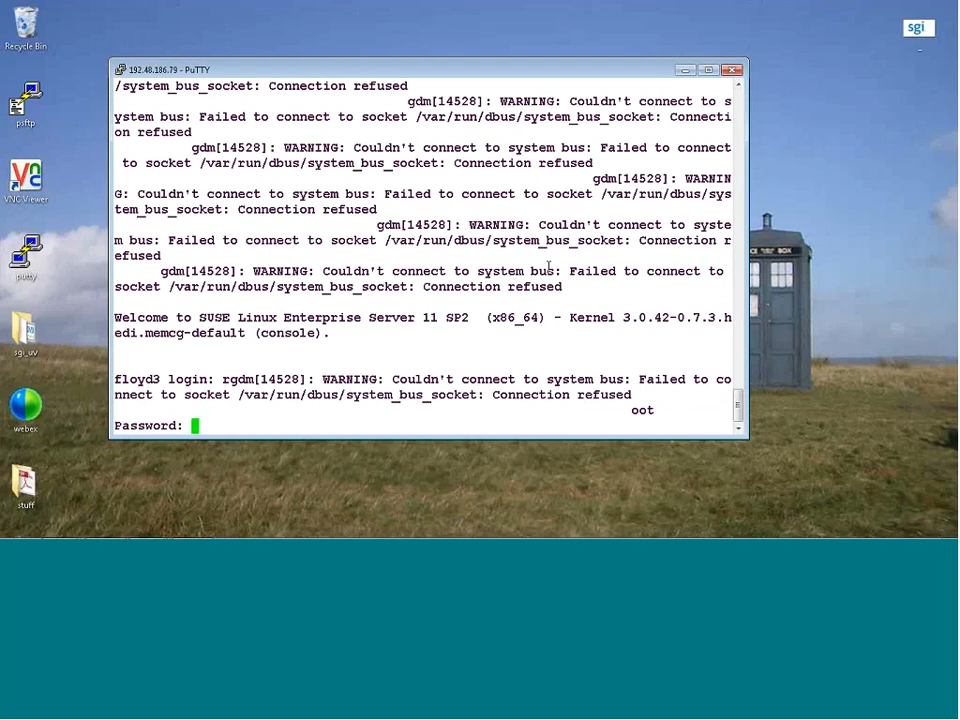 Recycle Bin
psftp
VNC Viewer
putty
sgi_uv
webex
stuff
sgi
192.48.186.79 - PuTTY
/system_bus_socket: Connection refused
gdm[14528]: WARNING: Couldn't connect to s
ystem bus: Failed to connect to socket /var/run/dbus/system_bus_socket: Connecti
on refused
gdm[14528]: WARNING: Couldn't connect to system bus: Failed to connect
to socket /var/run/dbus/system_bus_socket: Connection refused
gdm[14528]: WARNIN
G: Couldn't connect to system bus: Failed to connect to socket /var/run/dbus/sys
tem_bus_socket: Connection refused
gdm[14528]: WARNING: Couldn't connect to syste
m bus: Failed to connect to socket /var/run/dbus/system_bus_socket: Connection r
efused
gdm[14528]: WARNING: Couldn't connect to system bus: Failed to connect to
socket /var/run/dbus/system_bus_socket: Connection refused
Welcome to SUSE Linux Enterprise Server 11 SP2  (x86_64) - Kernel 3.0.42-0.7.3.h
edi.memcg-default (console).
floyd3 login: rgdm[14528]: WARNING: Couldn't connect to system bus: Failed to co
nnect to socket /var/run/dbus/system_bus_socket: Connection refused
oot
Password: